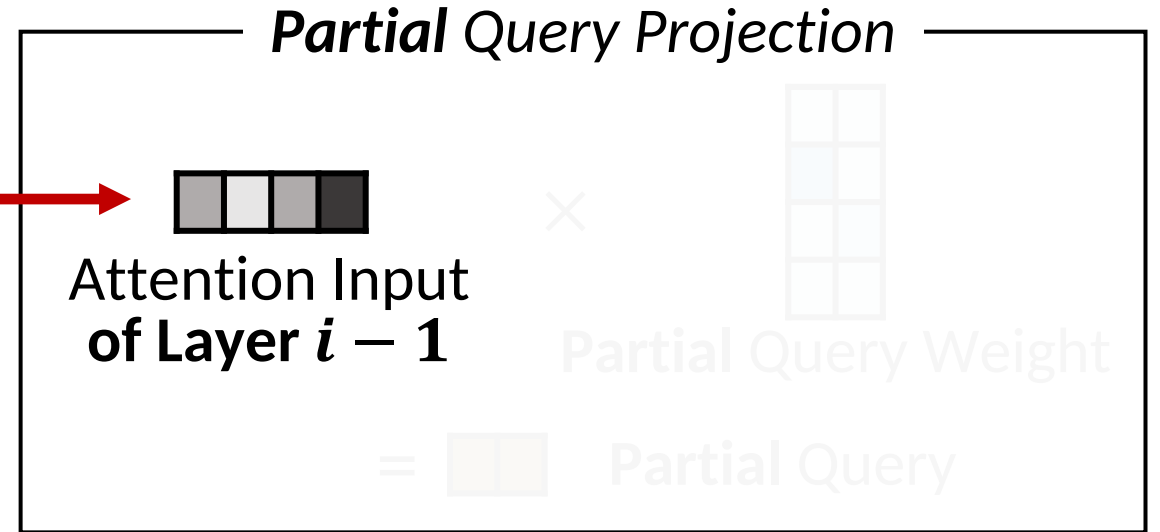 Partial Query Projection
×
Attention Input
of Layer i − 1
Partial Query Weight
= Partial Query